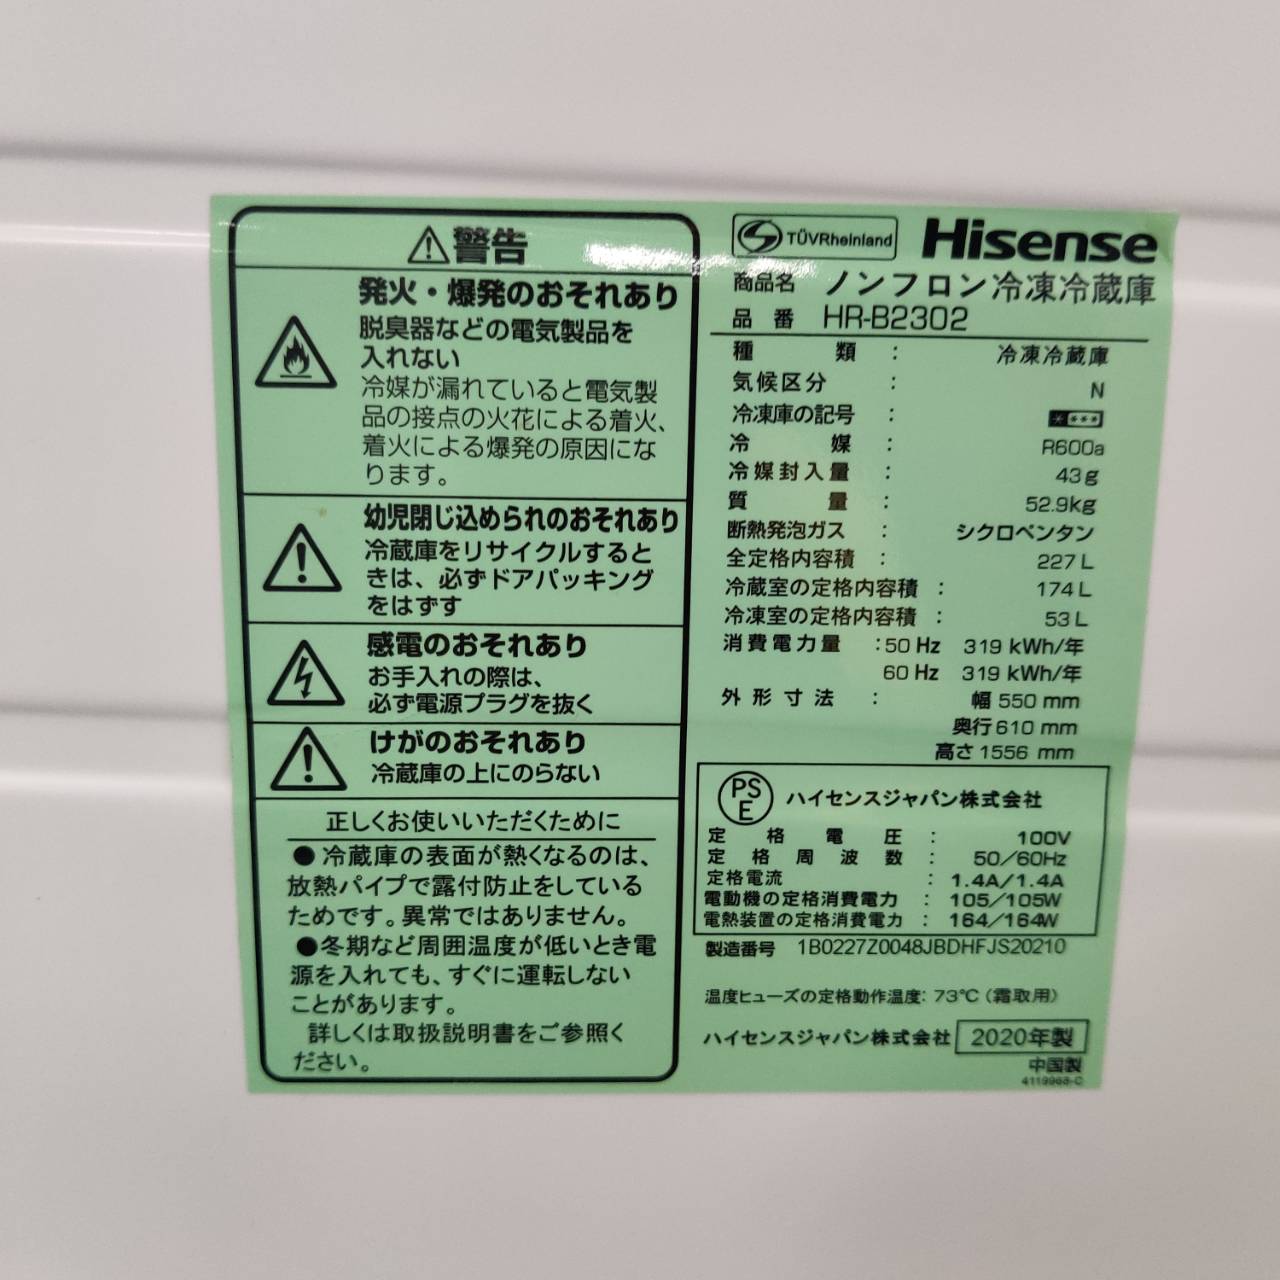 警告
発火・爆発のおそれあり
脱臭器などの電気製品を
入れない
冷媒が漏れていると電気製
品の接点の火花による着火、
着火による爆発の原因にな
ります。
幼児閉じ込められのおそれあり
冷蔵庫をリサイクルすると
きは、必ずドアパッキング
をはずす
感電のおそれあり
お手入れの際は、
必ず電源プラグを抜く
けがのおそれあり
冷蔵庫の上にのらない
正しくお使いいただくために
●冷蔵庫の表面が熱くなるのは、
放熱パイプで露付防止をしている
ためです。異常ではありません。
●冬期など周囲温度が低いとき電
源を入れても、すぐに運転しない
ことがあります。
詳しくは取扱説明書をご参照く
ださい。
TÜVRheinland Hisense
商品名 ノンフロン冷凍冷蔵庫
品番 HR-B2302
種類 : 冷凍冷蔵庫
気候区分 : N
冷凍庫の記号 : ****
冷媒 : R600a
冷媒封入量 : 43g
質量 : 52.9kg
断熱発泡ガス : シクロペンタン
全定格内容積 : 227L
冷蔵室の定格内容積 : 174L
冷凍室の定格内容積 : 53L
消費電力量 :50Hz 319 kWh/年
60Hz 319 kWh/年
外形寸法 : 幅 550 mm
奥行 610 mm
高さ 1556 mm
PSE ハイセンスジャパン株式会社
定格電圧 : 100V
定格周波数 : 50/60Hz
定格電流 : 1.4A/1.4A
電動機の定格消費電力 : 105/105W
電熱装置の定格消費電力 : 164/164W
製造番号 1B0227Z0048JBDHFJS20210
温度ヒューズの定格動作温度: 73℃(霜取用)
ハイセンスジャパン株式会社 2020年製
中国製
4119968-C